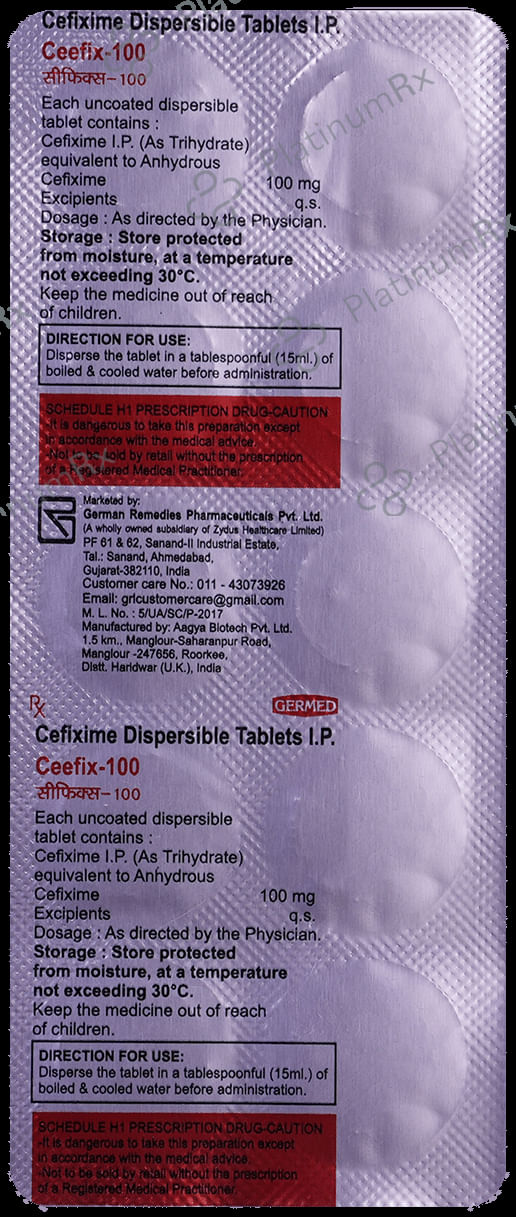 Cefixime Dispersible Tablets I.P.
Ceefix-100
सीफिक्स-100
Each uncoated dispersible
tablet contains :
Cefixime I.P. (As Trihydrate)
equivalent to Anhydrous
Cefixime 100 mg
Excipients q.s.
Dosage : As directed by the Physician.
Storage : Store protected
from moisture, at a temperature
not exceeding 30°C.
Keep the medicine out of reach
of children.
DIRECTION FOR USE:
Disperse the tablet in a tablespoonful (15ml.) of
boiled & cooled water before administration.
SCHEDULE H1 PRESCRIPTION DRUG-CAUTION
-It is dangerous to take this preparation except
in accordance with the medical advice.
-Not to be sold by retail without the prescription
of a Registered Medical Practitioner.
Marketed by:
German Remedies Pharmaceuticals Pvt. Ltd.
(A wholly owned subsidiary of Zydus Healthcare Limited)
PF 61 & 62, Sanand-II Industrial Estate,
Tal.: Sanand, Ahmedabad,
Gujarat-382110, India
Customer care No.: 011 - 43073926
Email: grlcustomercare@gmail.com
M. L. No. : 5/UA/SC/P-2017
Manufactured by: Aagya Biotech Pvt. Ltd.
1.5 km., Manglour-Saharanpur Road,
Manglour -247656, Roorkee,
Distt. Haridwar (U.K.), India
Rx GERMED
Cefixime Dispersible Tablets I.P.
Ceefix-100
सीफिक्स-100
Each uncoated dispersible
tablet contains :
Cefixime I.P. (As Trihydrate)
equivalent to Anhydrous
Cefixime 100 mg
Excipients q.s.
Dosage : As directed by the Physician.
Storage : Store protected
from moisture, at a temperature
not exceeding 30°C.
Keep the medicine out of reach
of children.
DIRECTION FOR USE:
Disperse the tablet in a tablespoonful (15ml.) of
boiled & cooled water before administration.
SCHEDULE H1 PRESCRIPTION DRUG-CAUTION
-It is dangerous to take this preparation except
in accordance with the medical advice.
-Not to be sold by retail without the prescription
of a Registered Medical Practitioner.
PlatinumRx
PlatinumRx